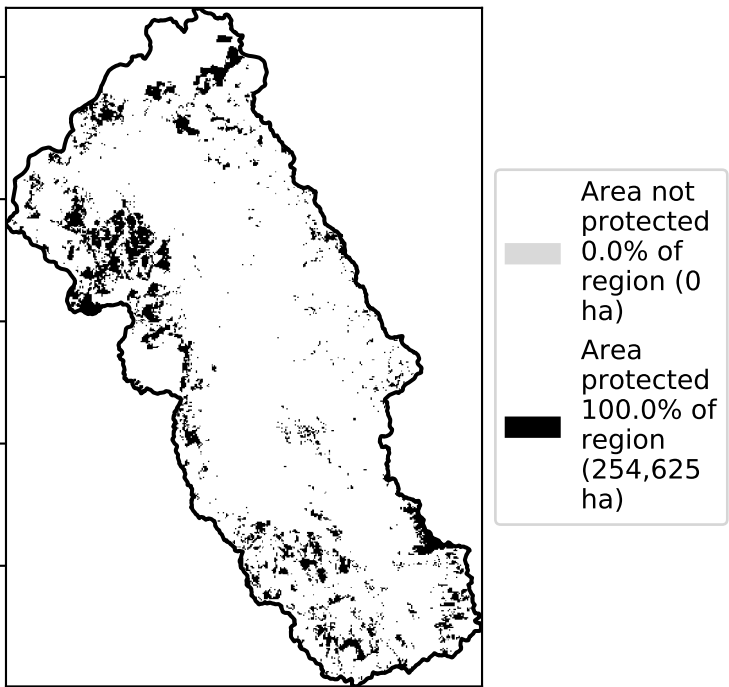 Area not
protected
0.0% of
region (0
ha)
Area
protected
100.0% of
region
(254,625
ha)